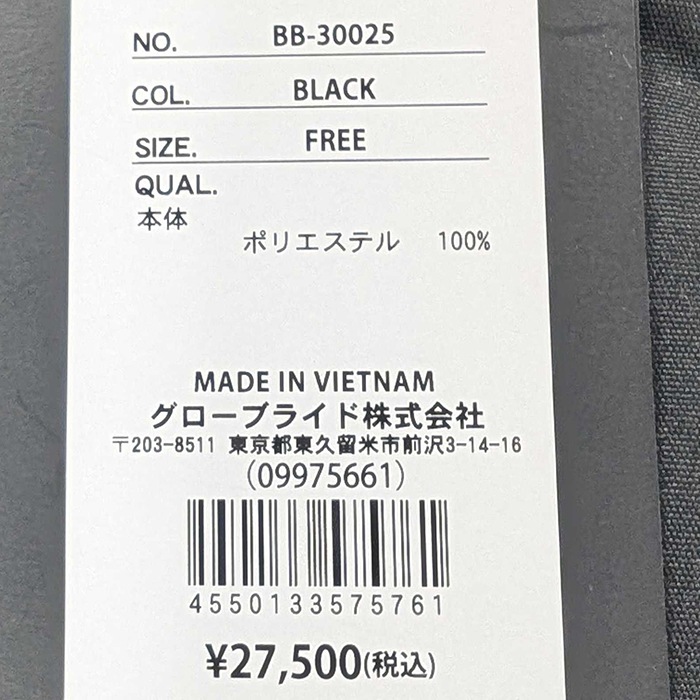 NO. BB-30025
COL. BLACK
SIZE. FREE
QUAL.
本体
ポリエステル 100%
MADE IN VIETNAM
グローブライド株式会社
〒203-8511 東京都東久留米市前沢3-14-16
(09975661)
4550133575761
¥27,500(税込)